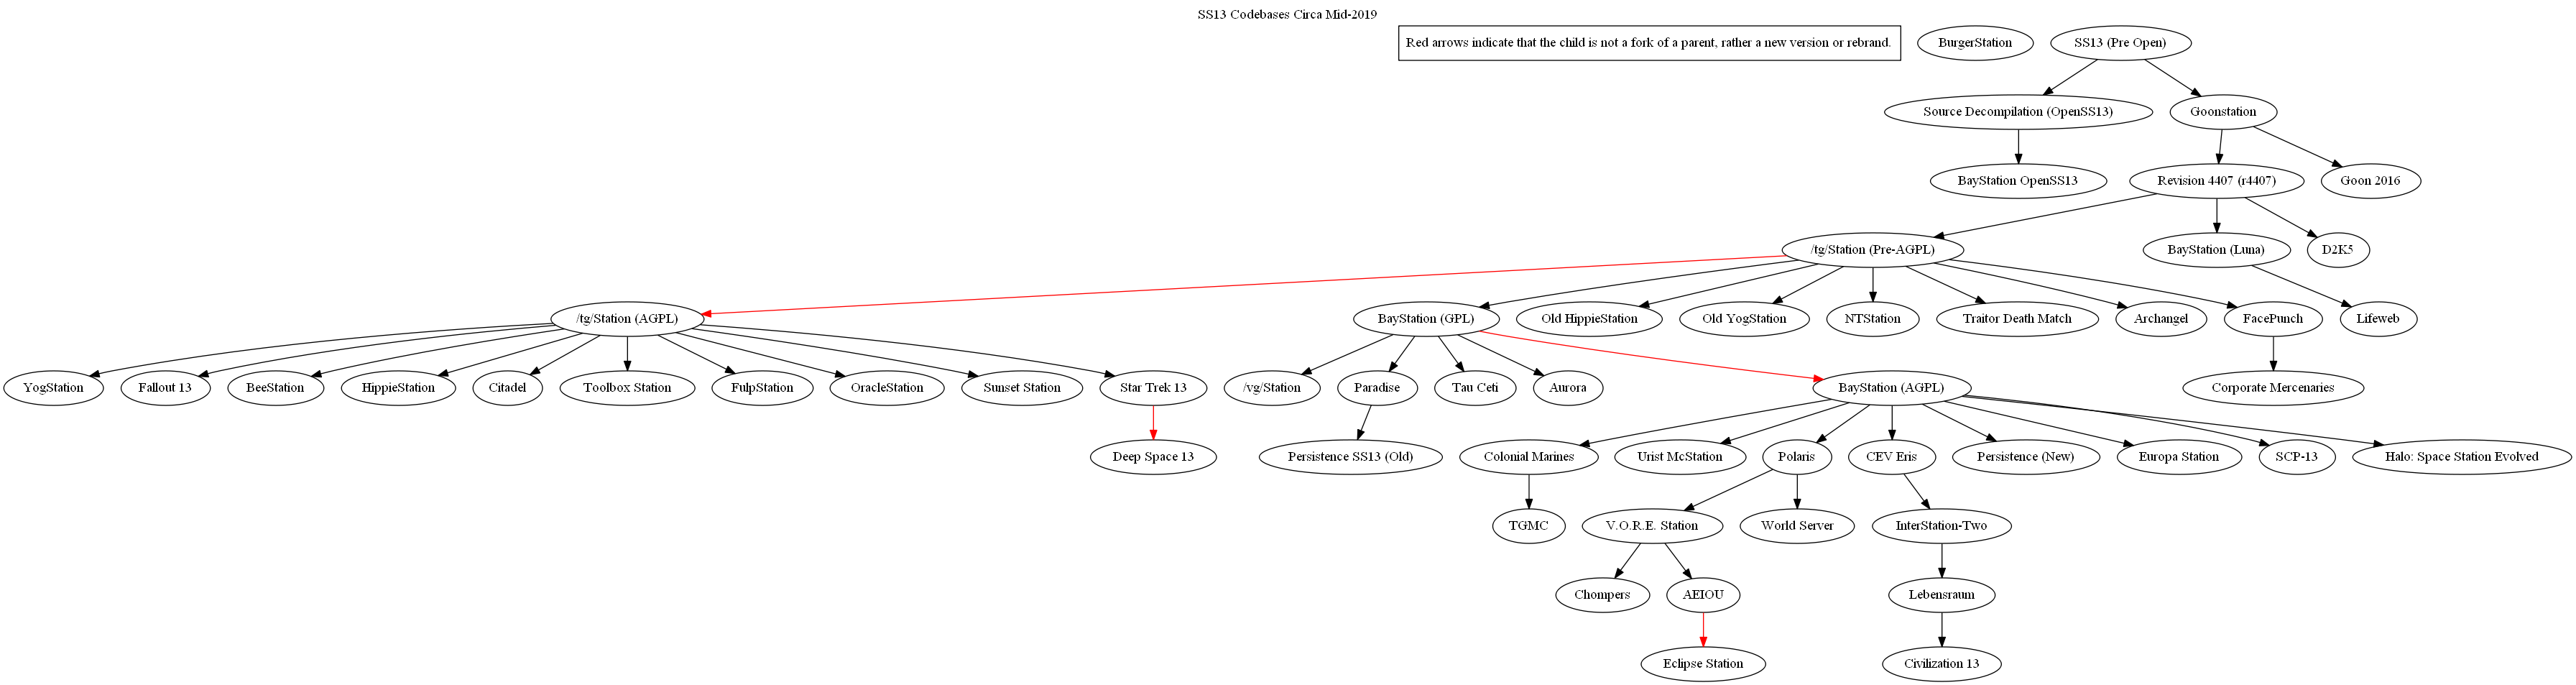 SS13 Codebases Circa Mid-2019
Red arrows indicate that the child is not a fork of a parent, rather a new version or rebrand.
BurgerStation
SS13 (Pre Open)
Source Decompilation (OpenSS13)
Goonstation
BayStation OpenSS13
Revision 4407 (r4407)
Goon 2016
/tg/Station (Pre-AGPL)
BayStation (Luna)
D2K5
/tg/Station (AGPL)
BayStation (GPL)
Old HippieStation
Old YogStation
NTStation
Traitor Death Match
Archangel
FacePunch
Lifeweb
YogStation
Fallout 13
BeeStation
HippieStation
Citadel
Toolbox Station
FulpStation
OracleStation
Sunset Station
Star Trek 13
/vg/Station
Paradise
Tau Ceti
Aurora
BayStation (AGPL)
Corporate Mercenaries
Deep Space 13
Persistence SS13 (Old)
Colonial Marines
Urist McStation
Polaris
CEV Eris
Persistence (New)
Europa Station
SCP-13
Halo: Space Station Evolved
TGMC
V.O.R.E. Station
World Server
InterStation-Two
Chompers
AEIOU
Lebensraum
Eclipse Station
Civilization 13